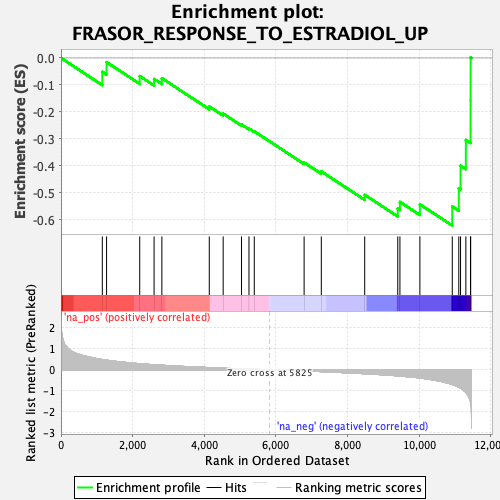 Enrichment plot:
FRASOR_RESPONSE_TO_ESTRADIOL_UP
Enrichment score (ES)
0.0
-0.1
-0.2
-0.3
-0.4
-0.5
-0.6
'na_pos' (positively correlated)
Ranked list metric (PreRanked)
2
1
0
-1
-2
-3
Zero cross at 5825
'na_neg' (negatively correlated)
0 2,000 4,000 6,000 8,000 10,000 12,000
Rank in Ordered Dataset
Enrichment profile Hits Ranking metric scores